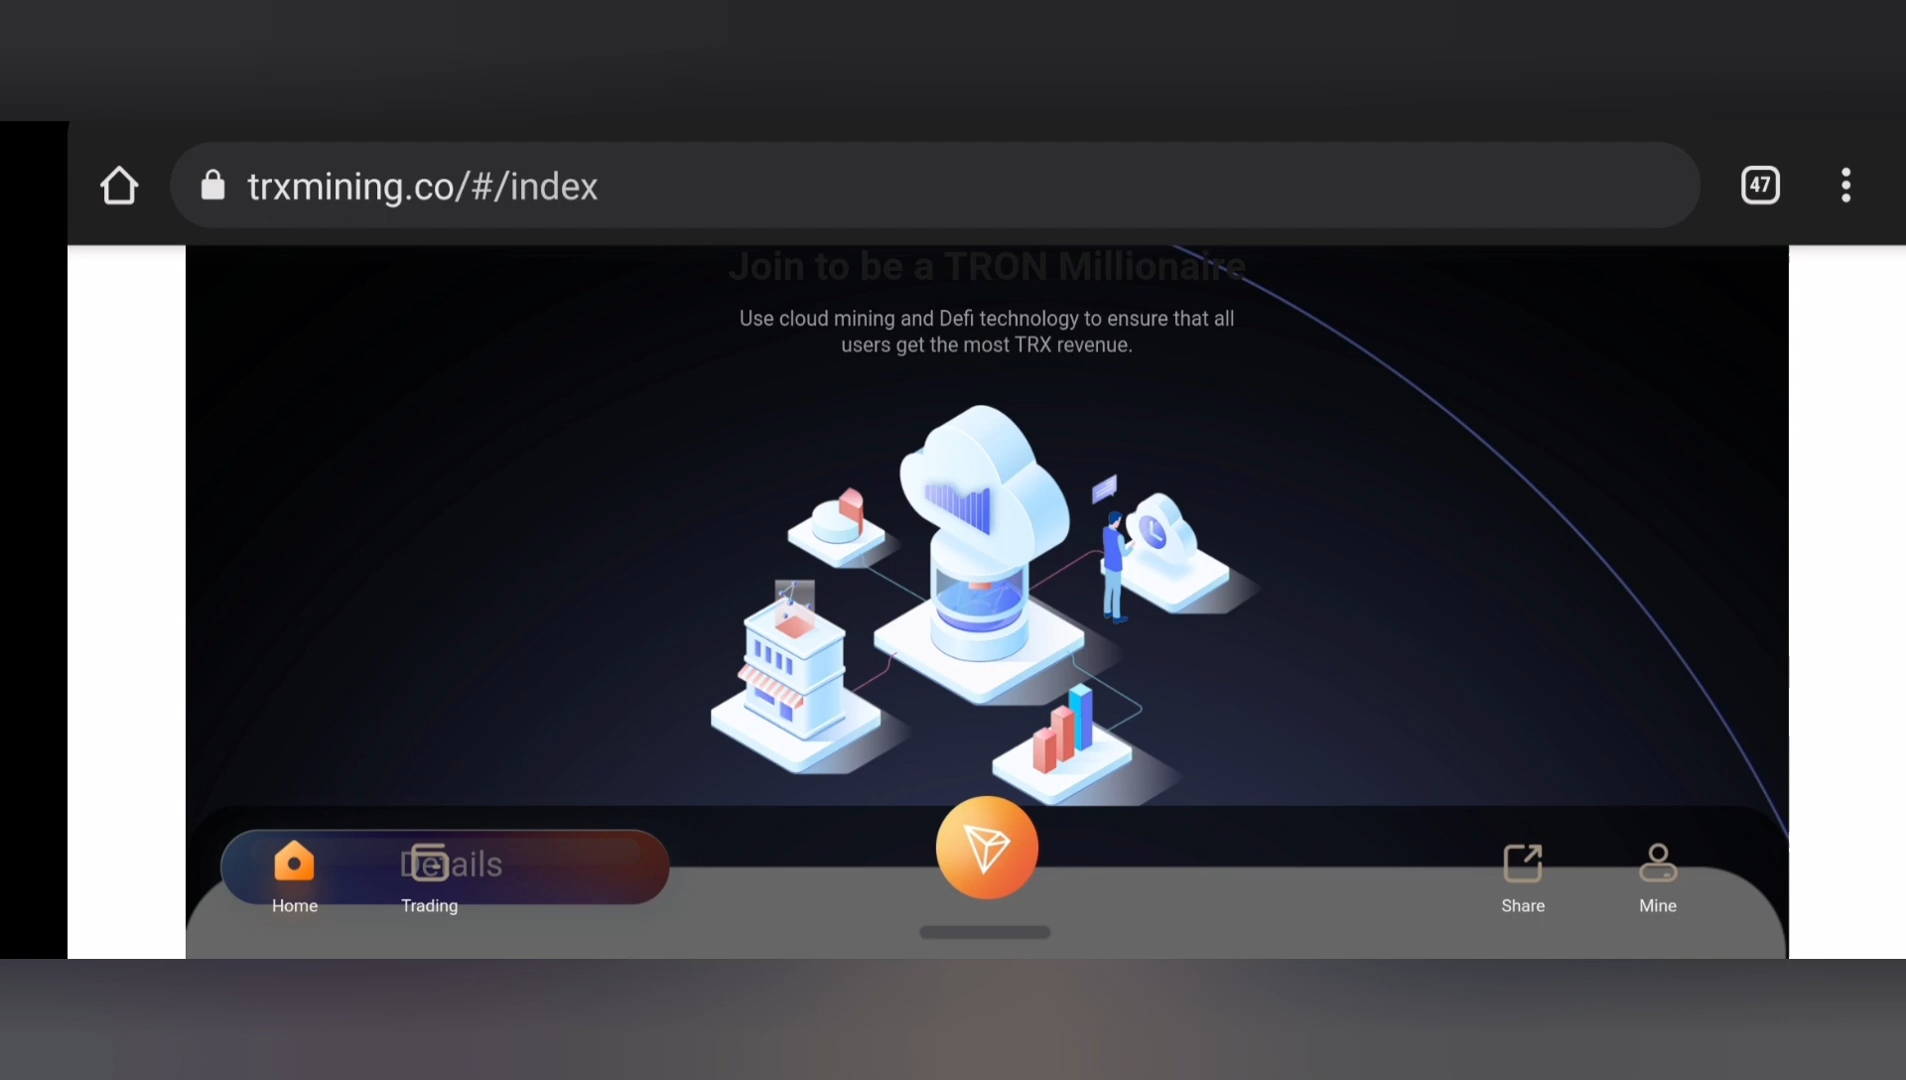 trxmining.co/#/index
47
Join to be a TRON Millionaire
Use cloud mining and Defi technology to ensure that all
users get the most TRX revenue.
Details
Home
Trading
Share
Mine